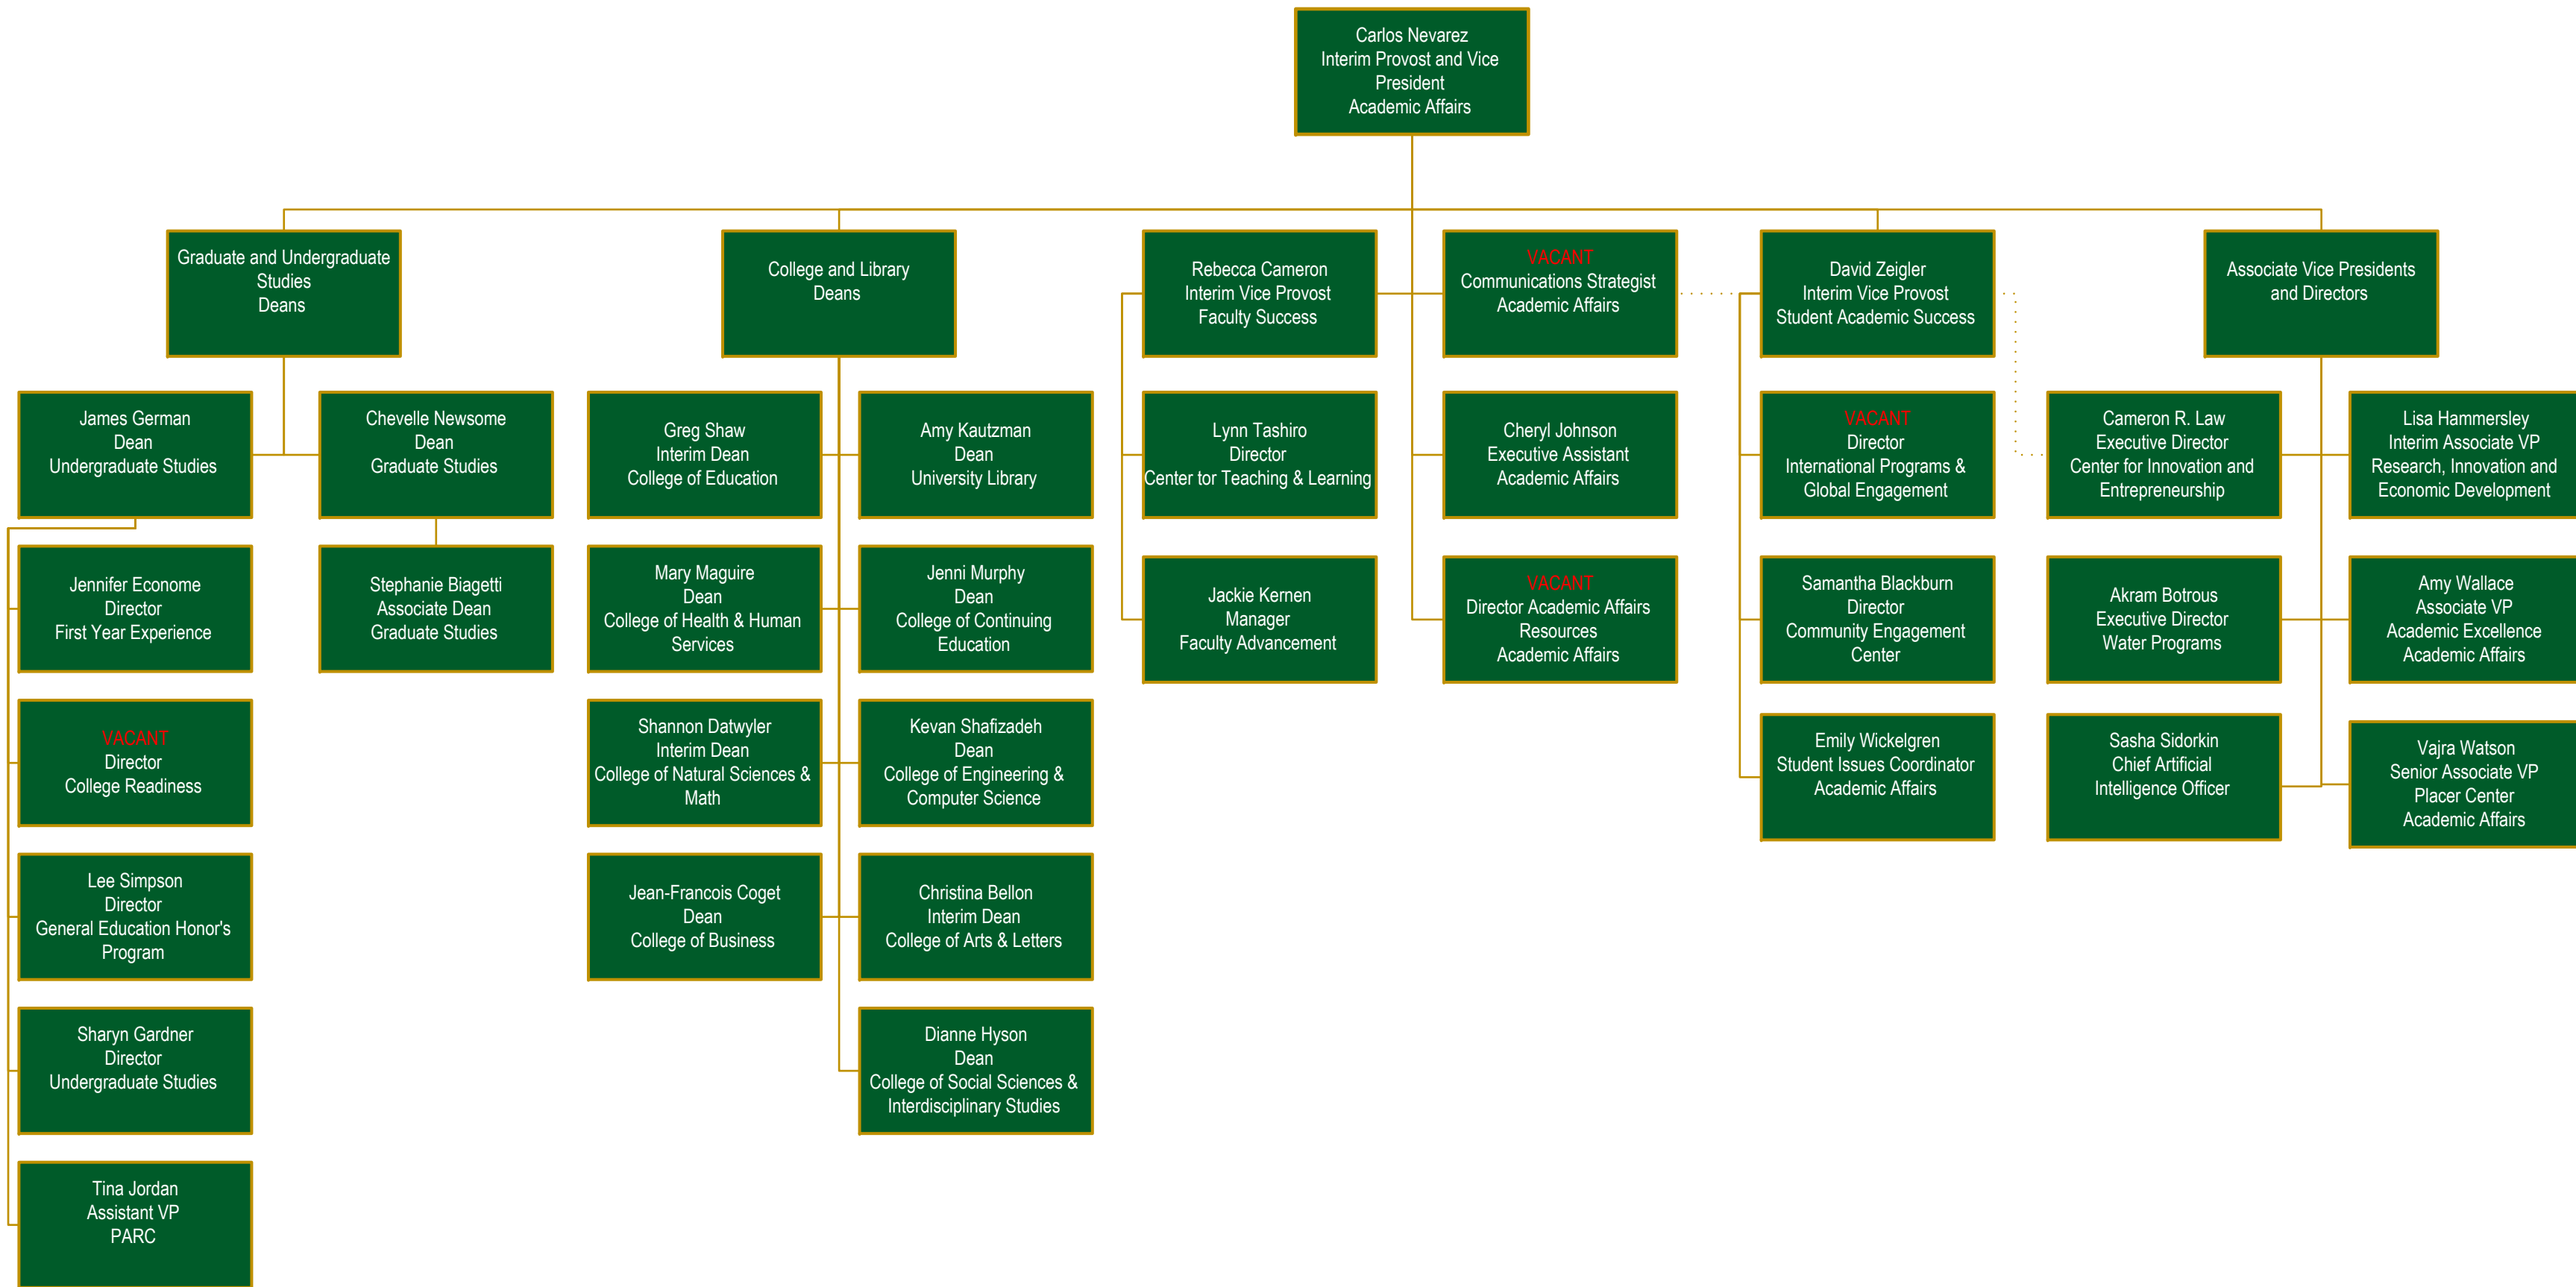 Carlos Nevarez
Interim Provost and Vice
President
Academic Affairs
Graduate and Undergraduate
Studies
Deans
College and Library
Deans
Rebecca Cameron
Interim Vice Provost
Faculty Success
VACANT
Communications Strategist
Academic Affairs
David Zeigler
Interim Vice Provost
Student Academic Success
Associate Vice Presidents
and Directors
James German
Dean
Undergraduate Studies
Chevelle Newsome
Dean
Graduate Studies
Greg Shaw
Interim Dean
College of Education
Amy Kautzman
Dean
University Library
Lynn Tashiro
Director
Center tor Teaching & Learning
Cheryl Johnson
Executive Assistant
Academic Affairs
VACANT
Director
International Programs &
Global Engagement
Cameron R. Law
Executive Director
Center for Innovation and
Entrepreneurship
Lisa Hammersley
Interim Associate VP
Research, Innovation and
Economic Development
Jennifer Econome
Director
First Year Experience
Stephanie Biagetti
Associate Dean
Graduate Studies
Mary Maguire
Dean
College of Health & Human
Services
Jenni Murphy
Dean
College of Continuing
Education
Jackie Kernen
Manager
Faculty Advancement
VACANT
Director Academic Affairs
Resources
Academic Affairs
Samantha Blackburn
Director
Community Engagement
Center
Akram Botrous
Executive Director
Water Programs
Amy Wallace
Associate VP
Academic Excellence
Academic Affairs
VACANT
Director
College Readiness
Shannon Datwyler
Interim Dean
College of Natural Sciences &
Math
Kevan Shafizadeh
Dean
College of Engineering &
Computer Science
Emily Wickelgren
Student Issues Coordinator
Academic Affairs
Sasha Sidorkin
Chief Artificial
Intelligence Officer
Vajra Watson
Senior Associate VP
Placer Center
Academic Affairs
Lee Simpson
Director
General Education Honor's
Program
Jean-Francois Coget
Dean
College of Business
Christina Bellon
Interim Dean
College of Arts & Letters
Sharyn Gardner
Director
Undergraduate Studies
Dianne Hyson
Dean
College of Social Sciences &
Interdisciplinary Studies
Tina Jordan
Assistant VP
PARC